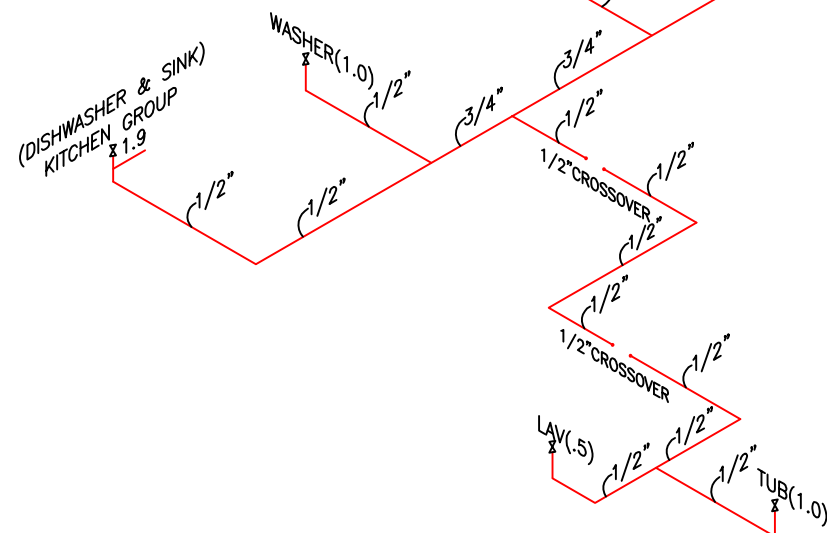 WASHER(1.0)
3/4"
(DISHWASHER & SINK)
KITCHEN GROUP
1.9
1/2"
3/4"
1/2"
1/2"CROSSOVER
1/2"
1/2"
1/2"
1/2"
1/2"
1/2"CROSSOVER
1/2"
LAV(.5)
1/2"
1/2"
1/2"
TUB(1.0)